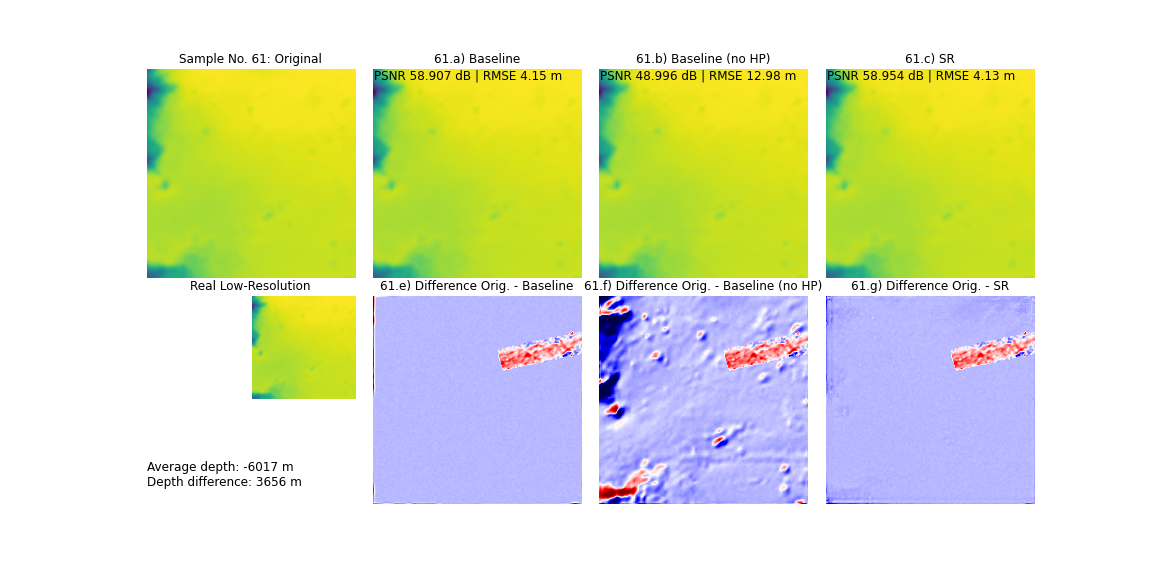 Sample No. 61: Original
61.a) Baseline
61.b) Baseline (no HP)
61.c) SR
PSNR 58.907 dB | RMSE 4.15 m
PSNR 48.996 dB | RMSE 12.98 m
PSNR 58.954 dB | RMSE 4.13 m
Real Low-Resolution
61.e) Difference Orig. - Baseline
61.f) Difference Orig. - Baseline (no HP)
61.g) Difference Orig. - SR
Average depth: -6017 m
Depth difference: 3656 m